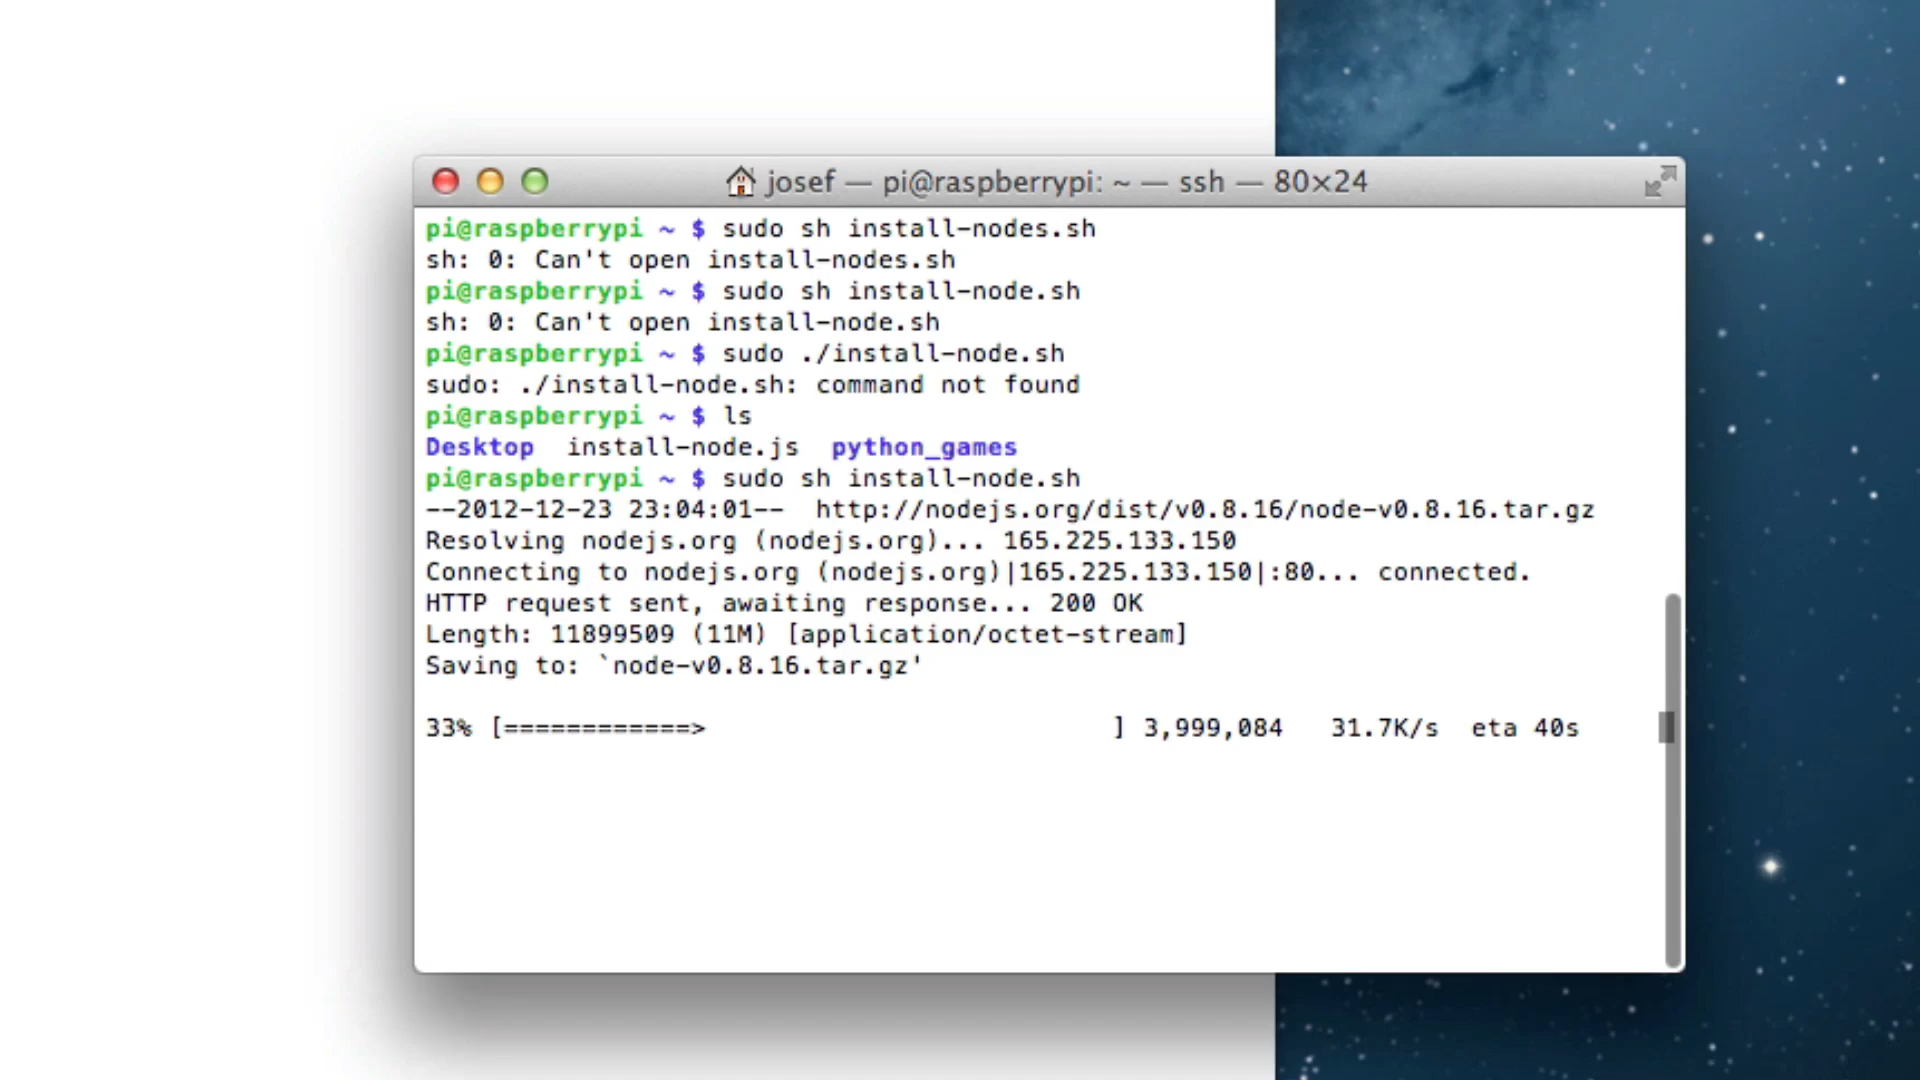 josef — pi@raspberrypi: ~ — ssh — 80×24
pi@raspberrypi ~ $ sudo sh install-nodes.sh
sh: 0: Can't open install-nodes.sh
pi@raspberrypi ~ $ sudo sh install-node.sh
sh: 0: Can't open install-node.sh
pi@raspberrypi ~ $ sudo ./install-node.sh
sudo: ./install-node.sh: command not found
pi@raspberrypi ~ $ ls
Desktop  install-node.js  python_games
pi@raspberrypi ~ $ sudo sh install-node.sh
--2012-12-23 23:04:01--  http://nodejs.org/dist/v0.8.16/node-v0.8.16.tar.gz
Resolving nodejs.org (nodejs.org)... 165.225.133.150
Connecting to nodejs.org (nodejs.org)|165.225.133.150|:80... connected.
HTTP request sent, awaiting response... 200 OK
Length: 11899509 (11M) [application/octet-stream]
Saving to: `node-v0.8.16.tar.gz'
33% [============>                          ] 3,999,084   31.7K/s  eta 40s